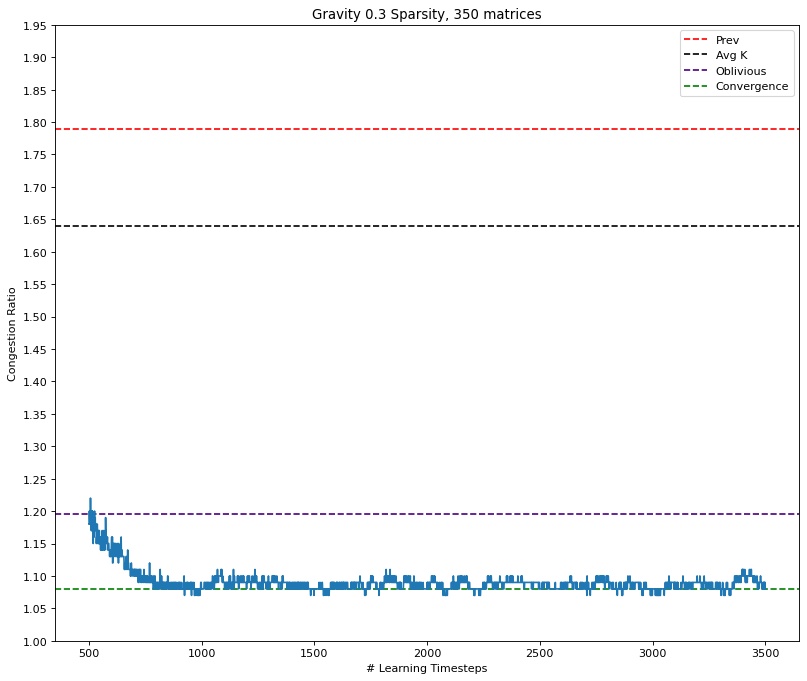 Gravity 0.3 Sparsity, 350 matrices
Prev
Avg K
Oblivious
Convergence
Congestion Ratio
1.95
1.90
1.85
1.80
1.75
1.70
1.65
1.60
1.55
1.50
1.45
1.40
1.35
1.30
1.25
1.20
1.15
1.10
1.05
1.00
500 1000 1500 2000 2500 3000 3500
# Learning Timesteps